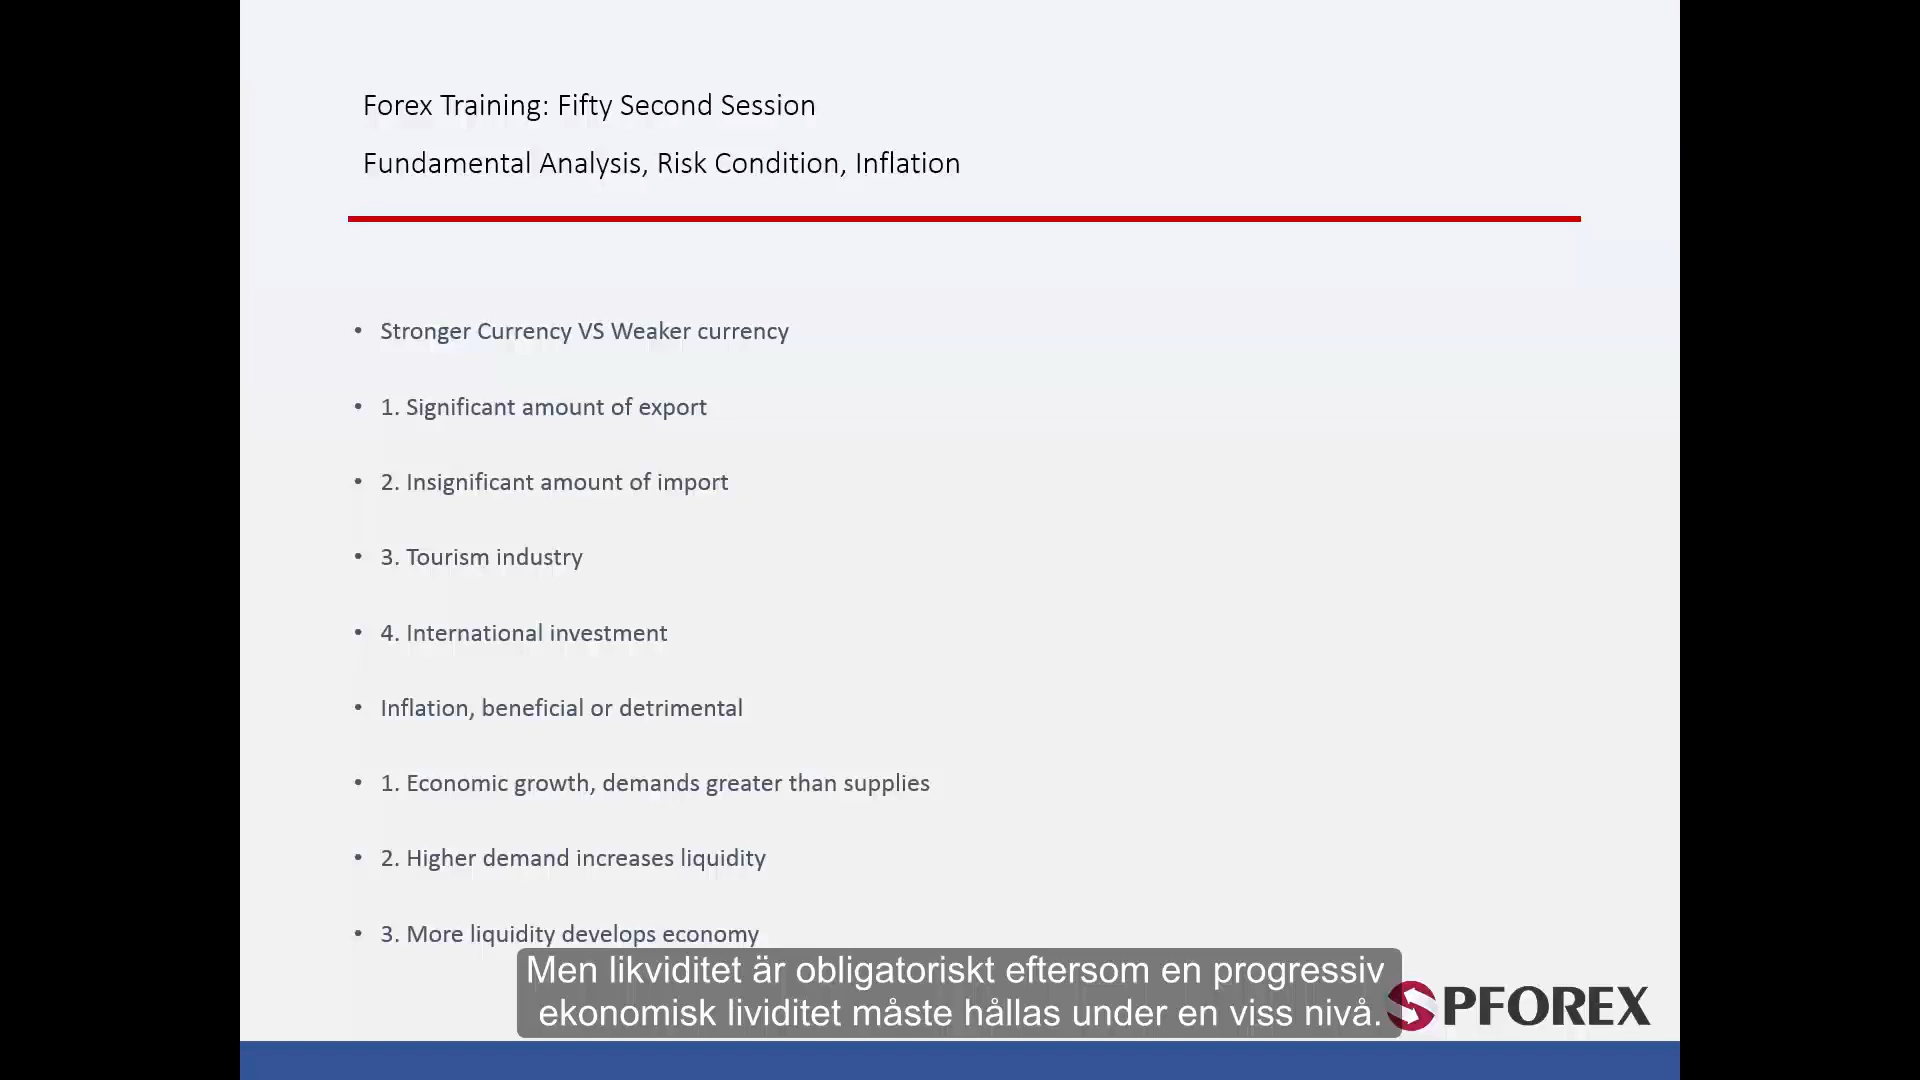 Forex Training: Fifty Second Session
Fundamental Analysis, Risk Condition, Inflation
• Stronger Currency VS Weaker currency
• 1. Significant amount of export
• 2. Insignificant amount of import
• 3. Tourism industry
• 4. International investment
• Inflation, beneficial or detrimental
• 1. Economic growth, demands greater than supplies
• 2. Higher demand increases liquidity
• 3. More liquidity develops economy
Men likviditet är obligatoriskt eftersom en progressiv
ekonomisk lividitet måste hållas under en viss nivå.
SPFOREX